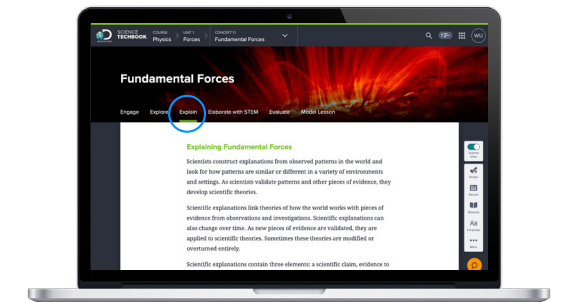 SCIENCE
TECHBOOK
COURSE
Physics
UNIT 1
Forces
CONCEPT 1.1
Fundamental Forces
WU
Fundamental Forces
Engage Explore Explain Elaborate with STEM Evaluate Model Lesson
Explaining Fundamental Forces
Scientists construct explanations from observed patterns in the world and
look for how patterns are similar or different in a variety of environments
and settings. As scientists validate patterns and other pieces of evidence, they
develop scientific theories.
Scientific explanations link theories of how the world works with pieces of
evidence from observations and investigations. Scientific explanations can
also change over time. As new pieces of evidence are validated, they are
applied to scientific theories. Sometimes these theories are modified or
overturned entirely.
Scientific explanations contain three elements: a scientific claim, evidence to
Aa